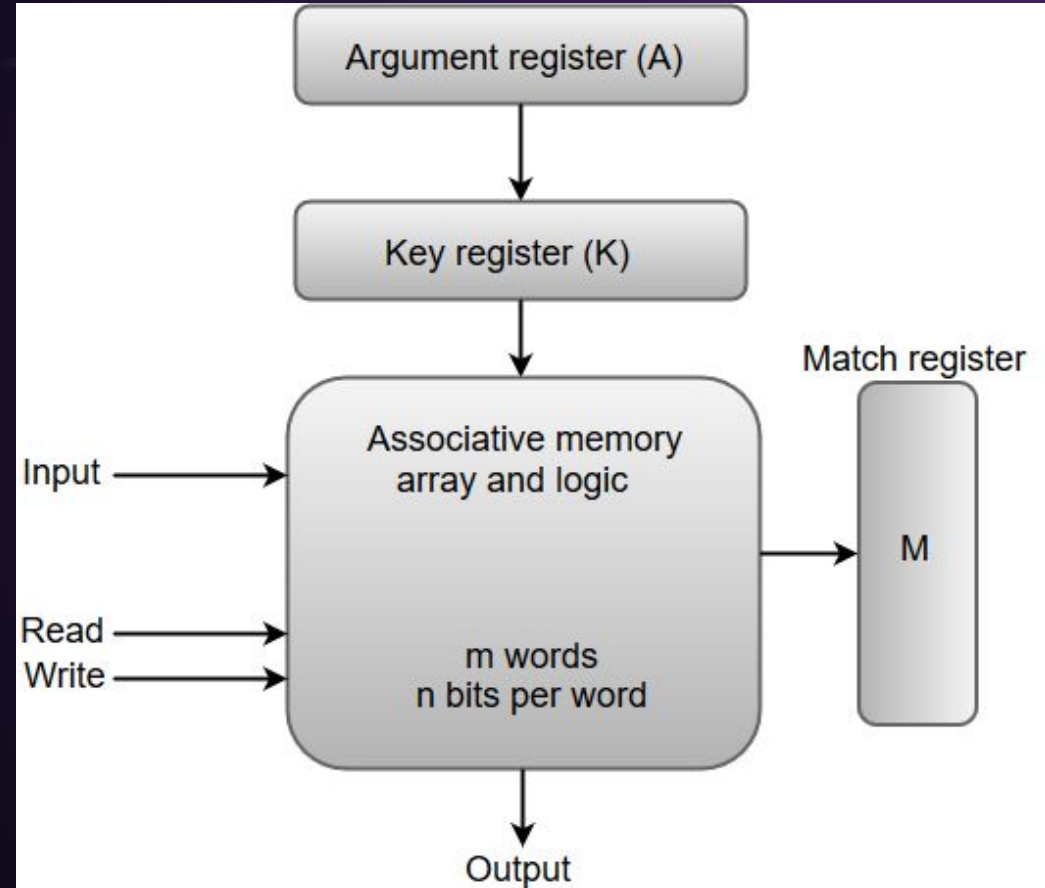 Argument register (A)
Key register (K)
Match register
Associative memory
array and logic
Input
M
Read
Write
m words
n bits per word
Output